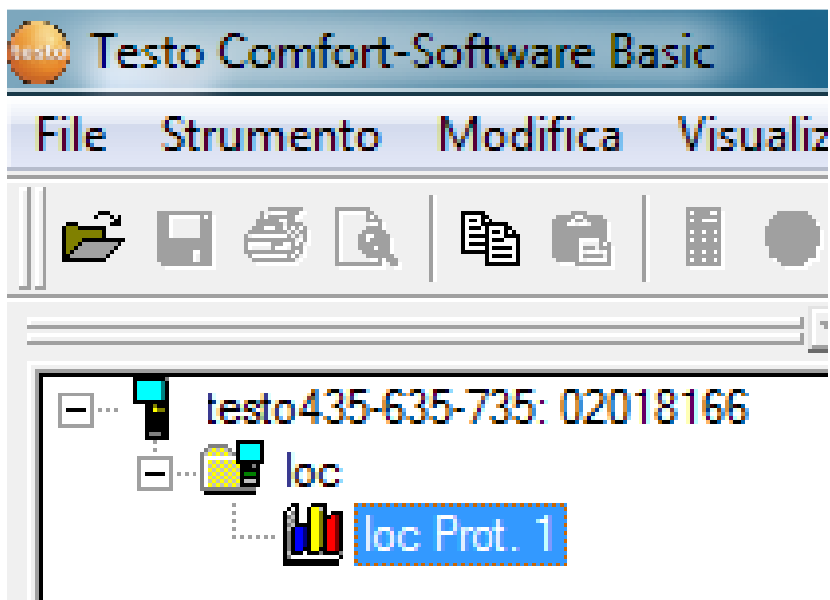 testo Testo Comfort-Software Basic
File Strumento Modifica Visualiz
testo435-635-735: 02018166
loc
loc Prot. 1